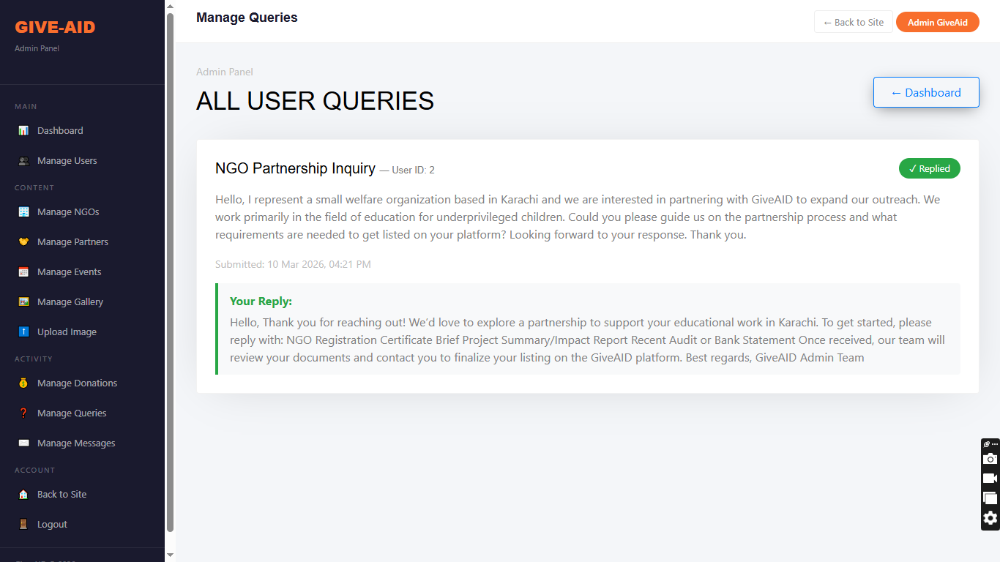 GIVE-AID
Admin Panel
MAIN
Dashboard
Manage Users
CONTENT
Manage NGOs
Manage Partners
Manage Events
Manage Gallery
Upload Image
ACTIVITY
Manage Donations
Manage Queries
Manage Messages
ACCOUNT
Back to Site
Logout
Manage Queries
← Back to Site
Admin GiveAid
Admin Panel
ALL USER QUERIES
← Dashboard
NGO Partnership Inquiry — User ID: 2
✓ Replied
Hello, I represent a small welfare organization based in Karachi and we are interested in partnering with GiveAID to expand our outreach. We
work primarily in the field of education for underprivileged children. Could you please guide us on the partnership process and what
requirements are needed to get listed on your platform? Looking forward to your response. Thank you.
Submitted: 10 Mar 2026, 04:21 PM
Your Reply:
Hello, Thank you for reaching out! We’d love to explore a partnership to support your educational work in Karachi. To get started, please
reply with: NGO Registration Certificate Brief Project Summary/Impact Report Recent Audit or Bank Statement Once received, our team will
review your documents and contact you to finalize your listing on the GiveAID platform. Best regards, GiveAID Admin Team